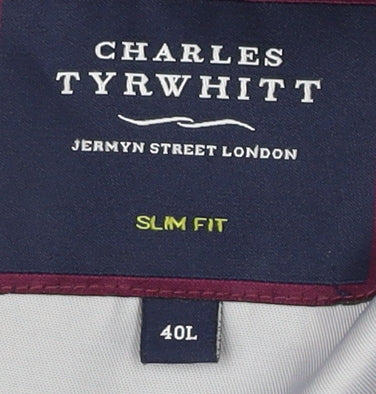 CHARLES
TYRWHITT
JERMYN STREET LONDON
SLIM FIT
40L